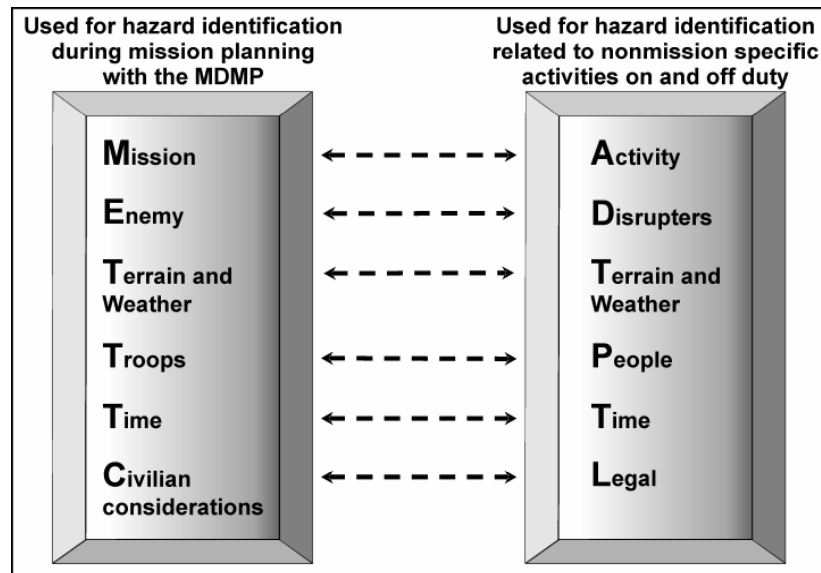 Used for hazard identification
during mission planning
with the MDMP
Mission
Enemy
Terrain and
Weather
Troops
Time
Civilian
considerations
Used for hazard identification
related to nonmission specific
activities on and off duty
Activity
Disrupters
Terrain and
Weather
People
Time
Legal